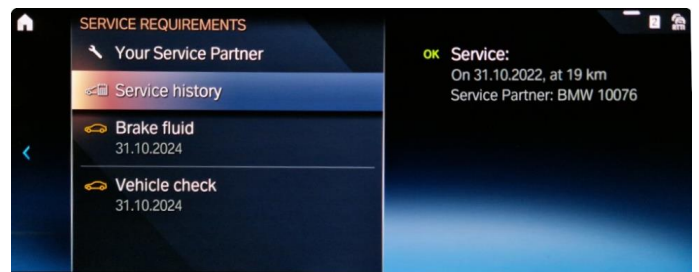 SERVICE REQUIREMENTS
Your Service Partner
Service history
Brake fluid
31.10.2024
Vehicle check
31.10.2024
2
OK Service:
On 31.10.2022, at 19 km
Service Partner: BMW 10076